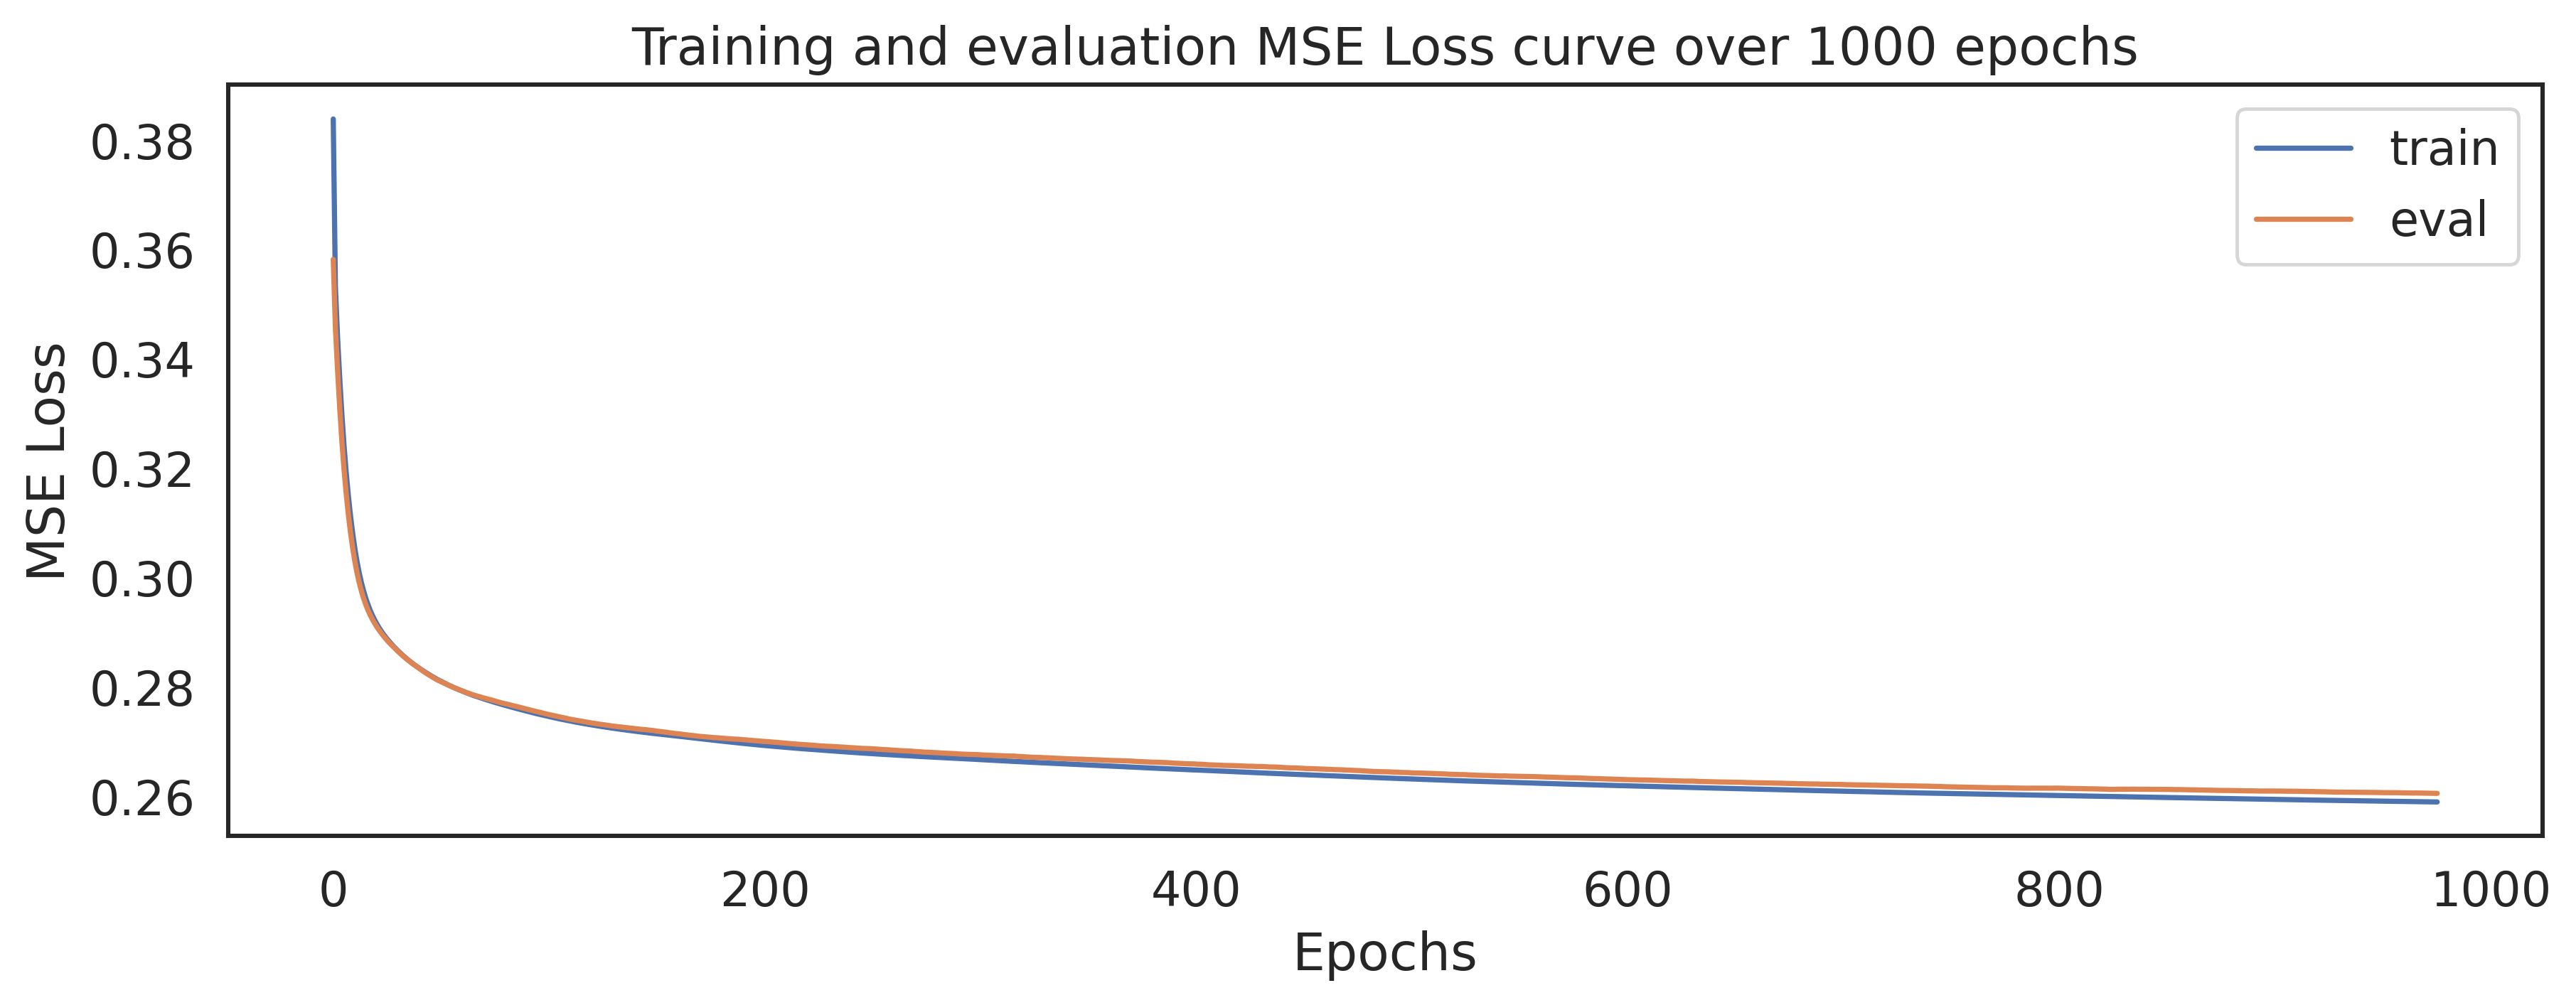 Training and evaluation MSE Loss curve over 1000 epochs
train
eval
MSE Loss
0.38
0.36
0.34
0.32
0.30
0.28
0.26
0 200 400 600 800 1000
Epochs